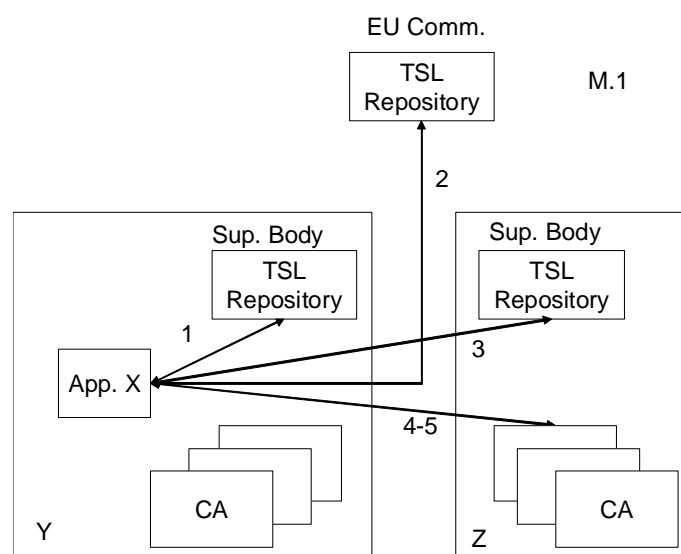 EU Comm.
TSL
Repository
M.1
2
Sup. Body
TSL
Repository
Sup. Body
TSL
Repository
1
3
App. X
4-5
CA
CA
Y
Z